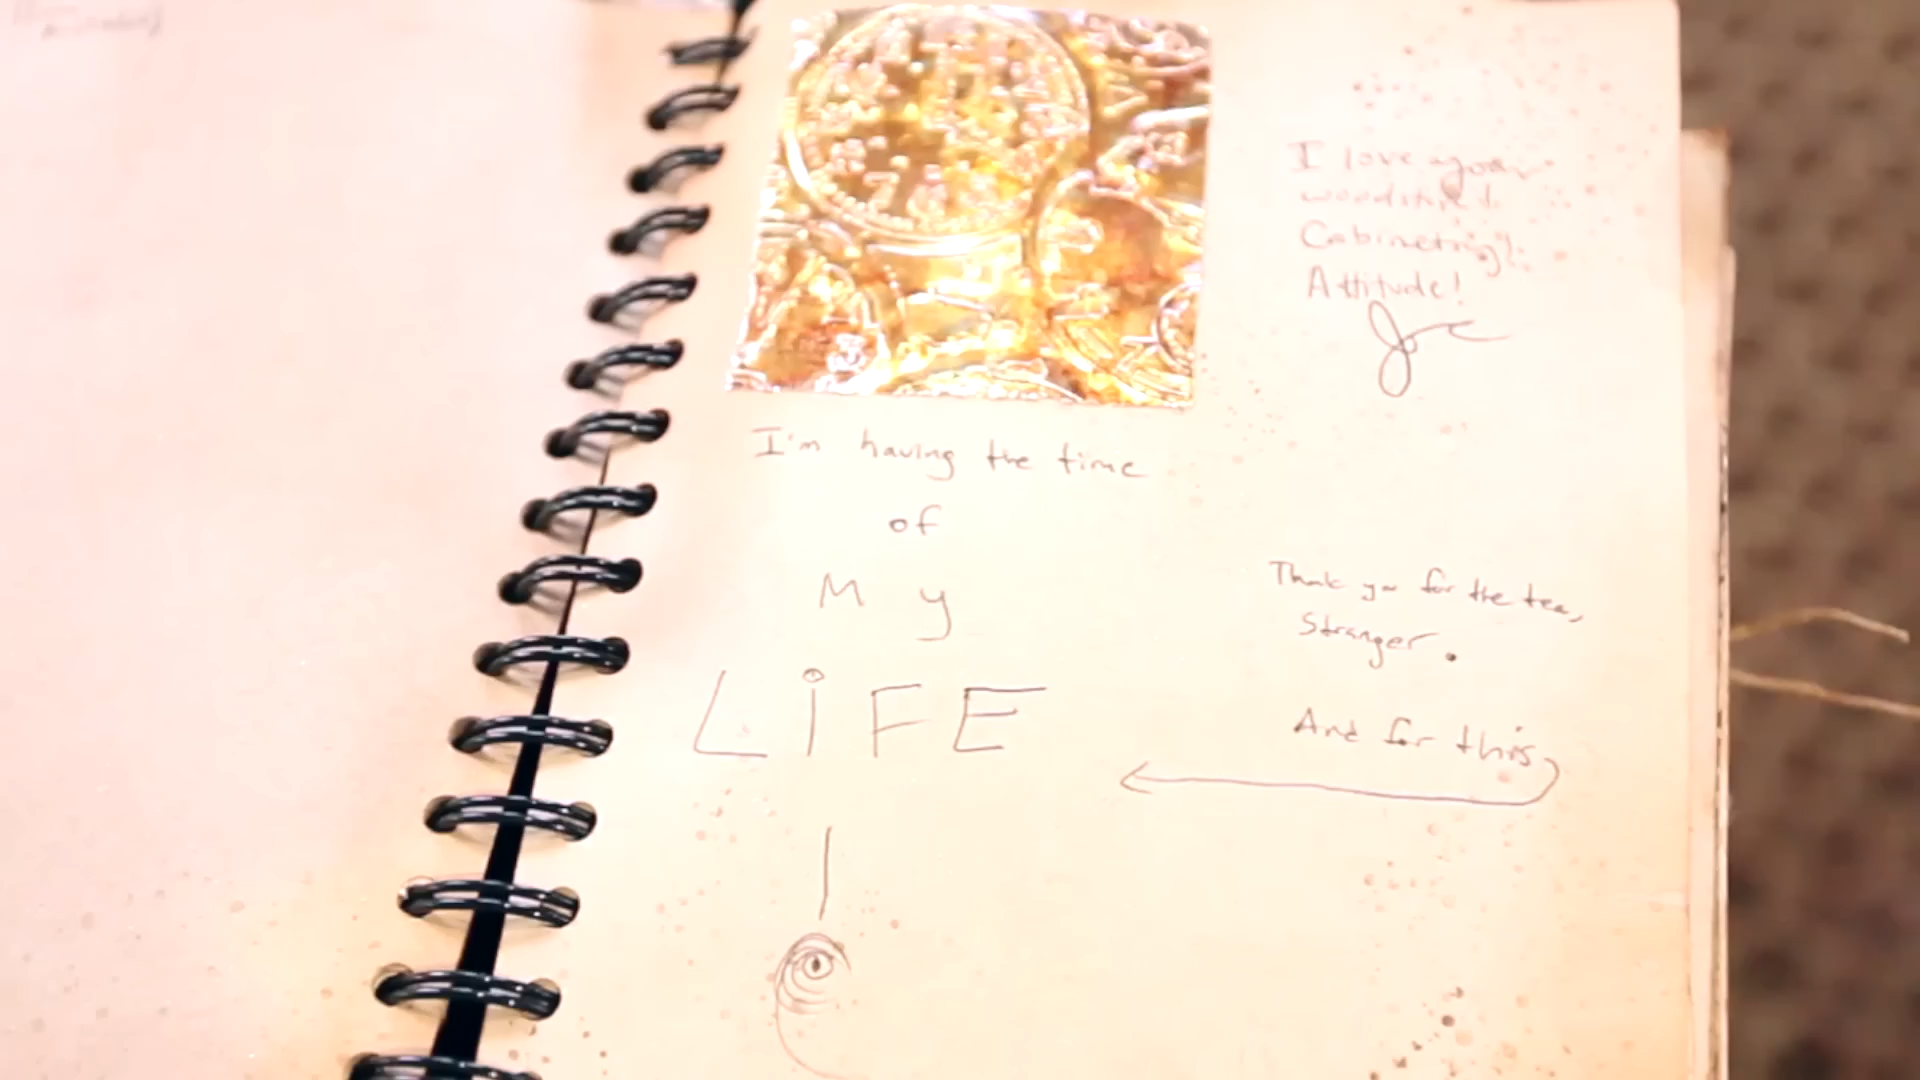 I'm having the time
of
My
LiFE
I love your
Cabinetry!
Attitude!
Joe
Thank you for the tea,
Stranger.
And for this